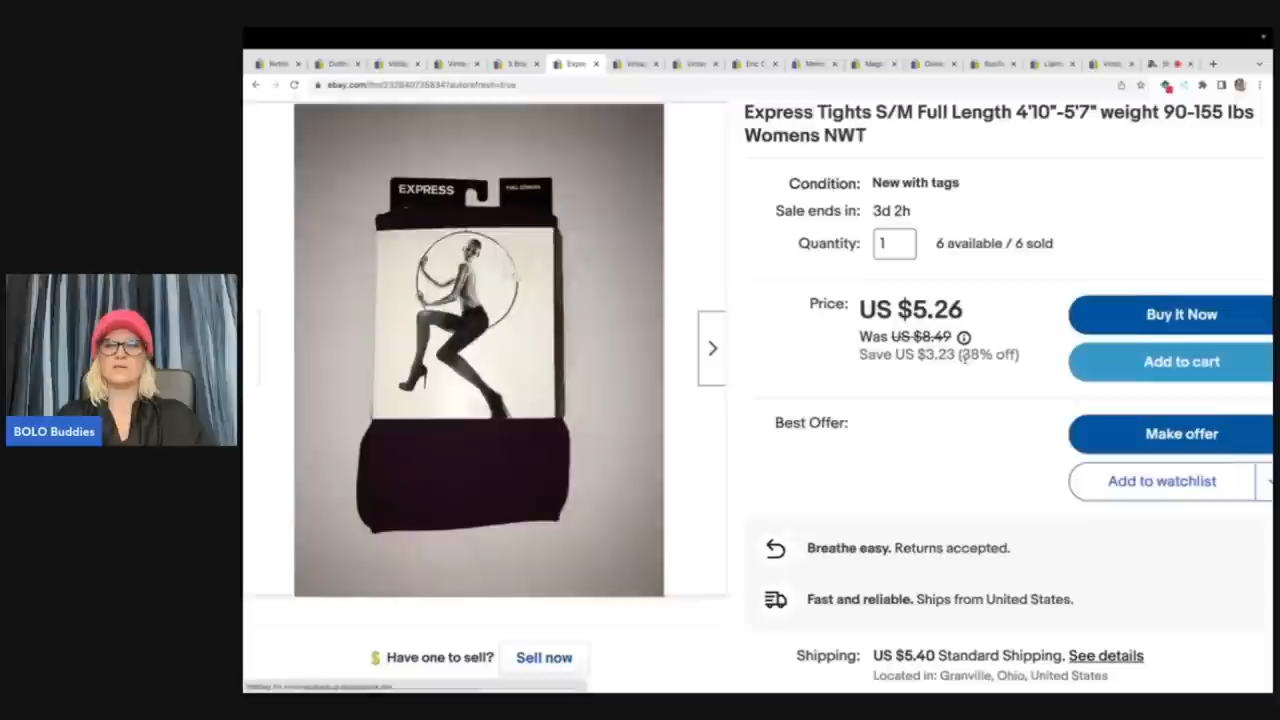 ebay.com
Express Tights S/M Full Length 4'10"-5'7" weight 90-155 lbs
Womens NWT
Condition: New with tags
Sale ends in: 3d 2h
Quantity: 1 6 available / 6 sold
Price: US $5.26
Was US $8.49
Save US $3.23 (38% off)
Buy It Now
Add to cart
Best Offer:
Make offer
Add to watchlist
Breathe easy. Returns accepted.
Fast and reliable. Ships from United States.
Shipping: US $5.40 Standard Shipping. See details
Located in: Granville, Ohio, United States
EXPRESS
Have one to sell? Sell now
BOLO Buddies